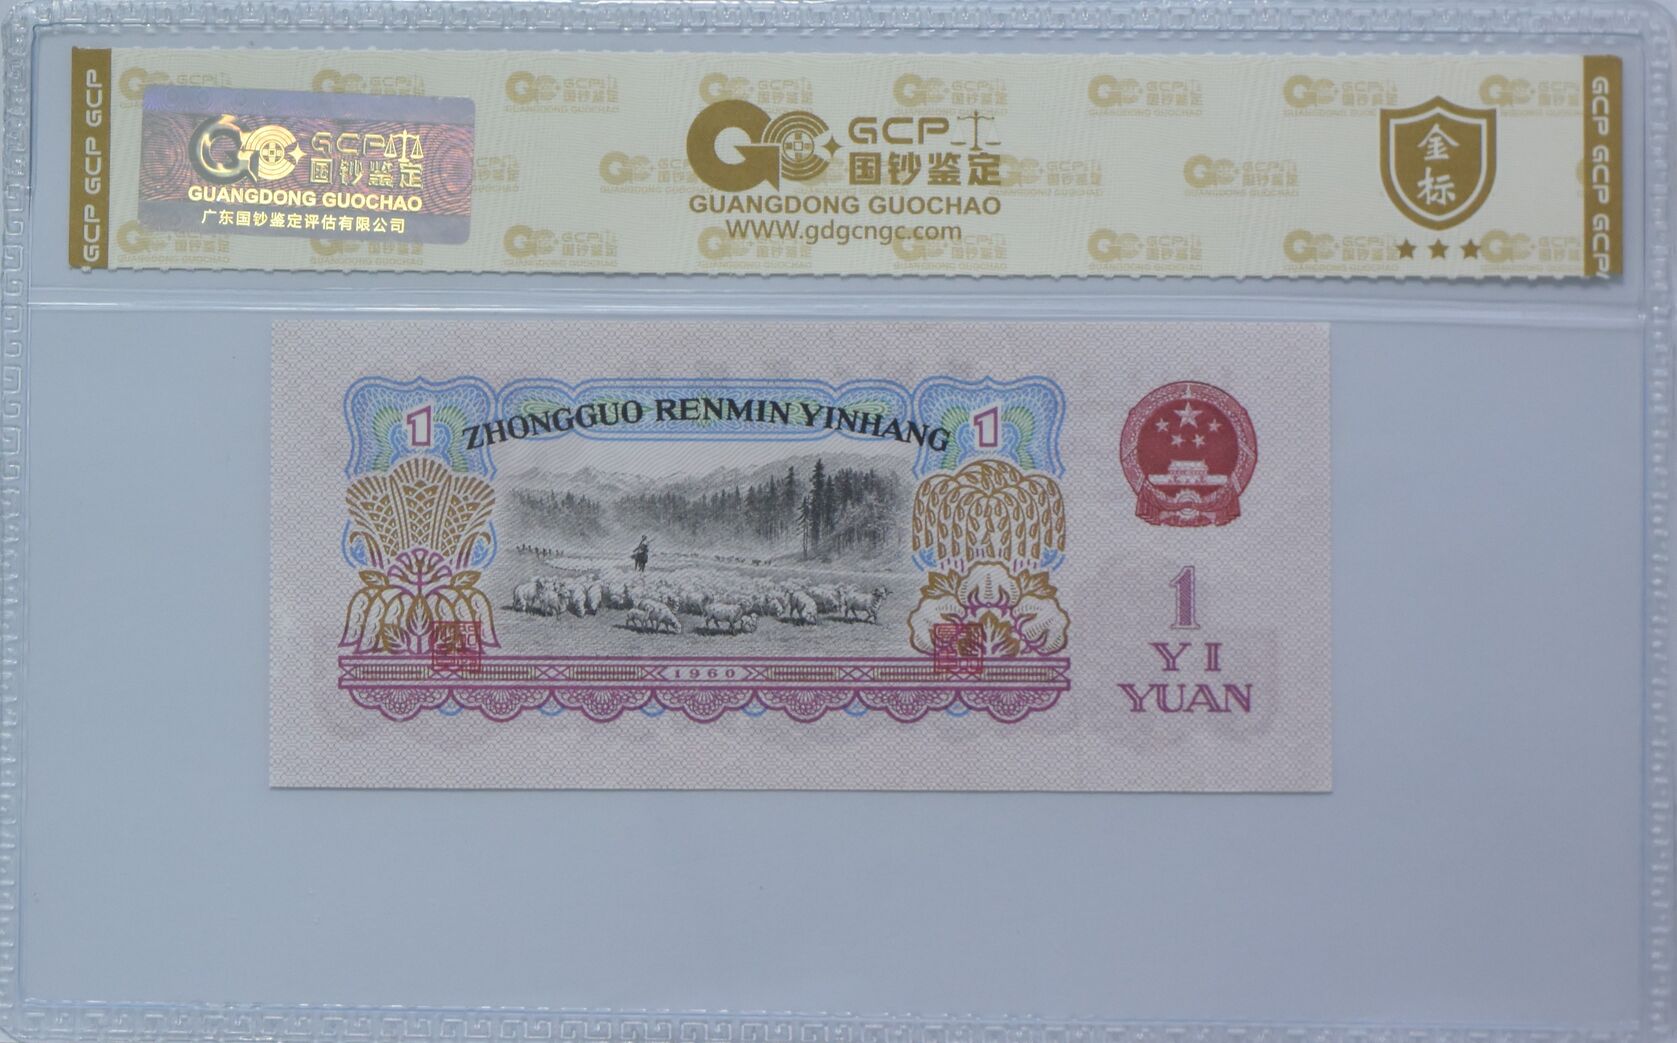 GCP GCP GCP
GCP
国钞鉴定
GUANGDONG GUOCHAO
广东国钞鉴定评估有限公司
GCP
国钞鉴定
GUANGDONG GUOCHAO
WWW.gdgcngc.com
金
标
GCP GCP GCP
1
ZHONGGUO RENMIN YINHANG
1
1960
1
YI
YUAN